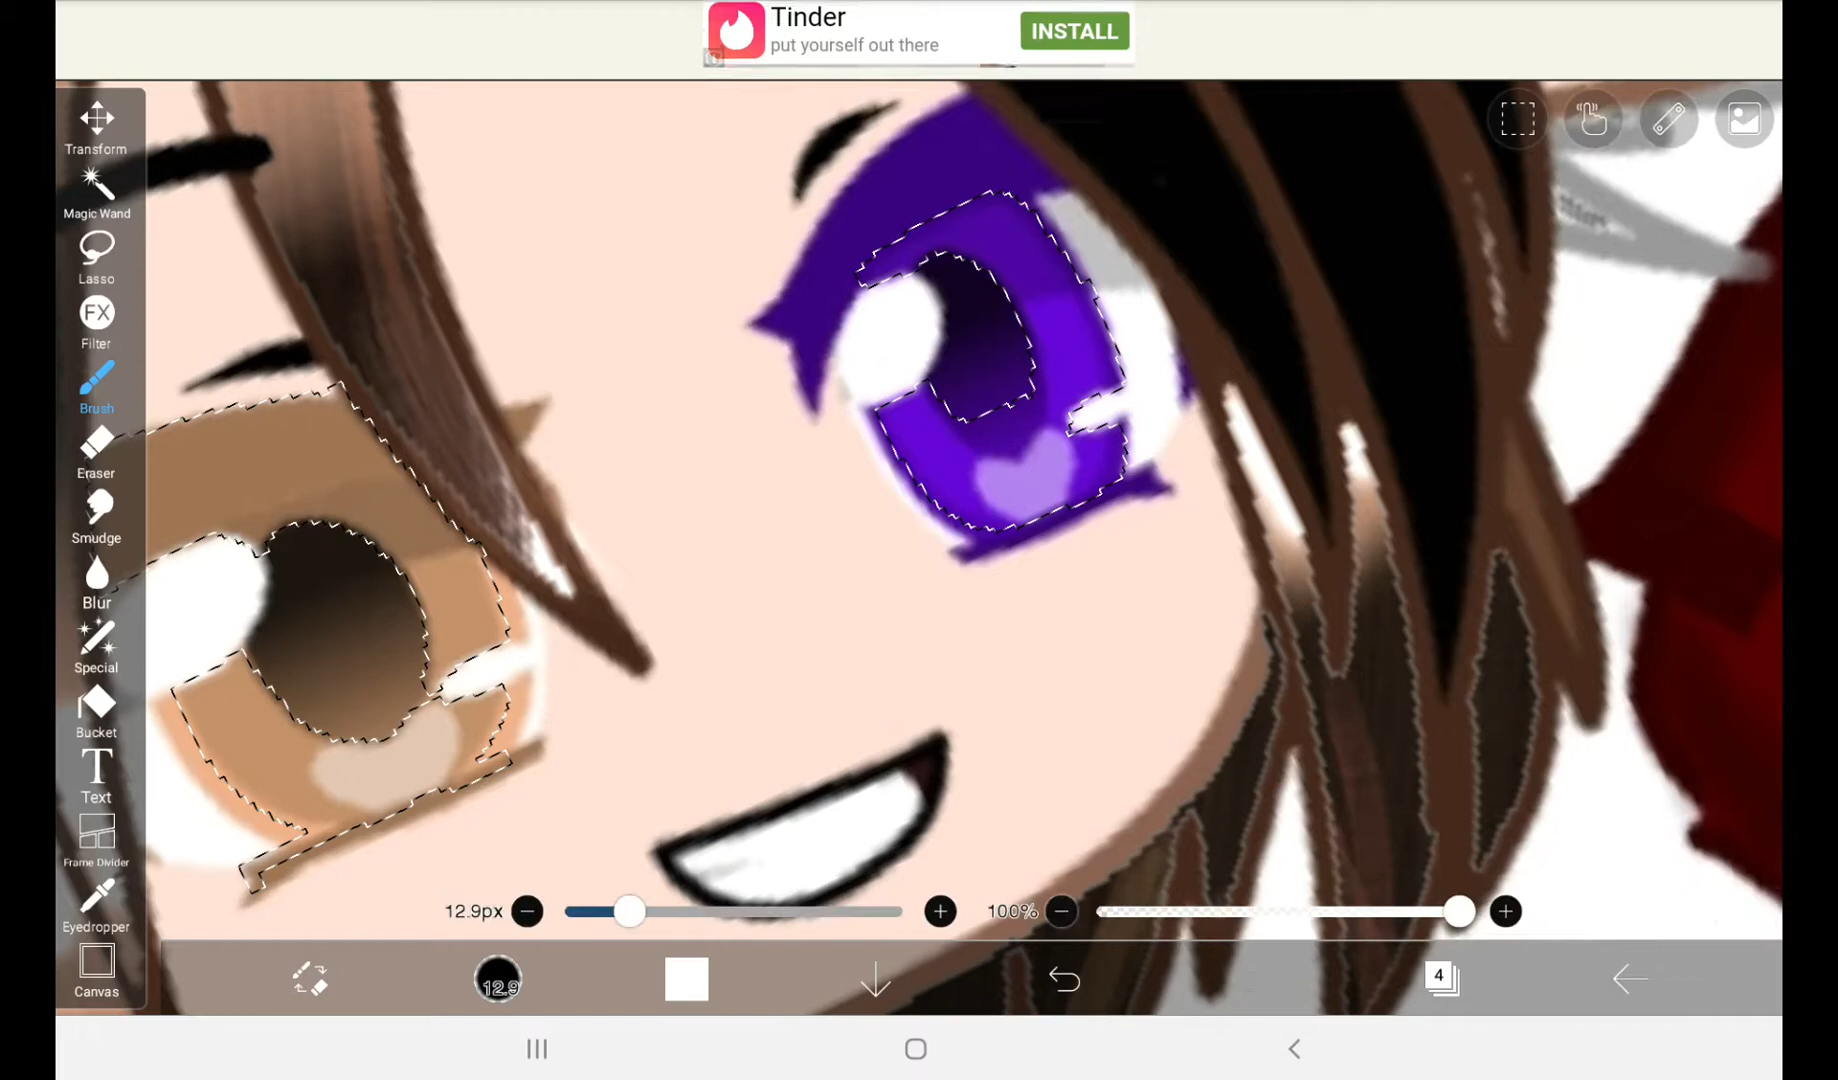 Tinder
put yourself out there
INSTALL
Transform
Magic Wand
Lasso
FX
Filter
Brush
Eraser
Smudge
Blur
Special
Bucket
T
Text
Frame Divider
Eyedropper
Canvas
12.9px
100%
12.9
4